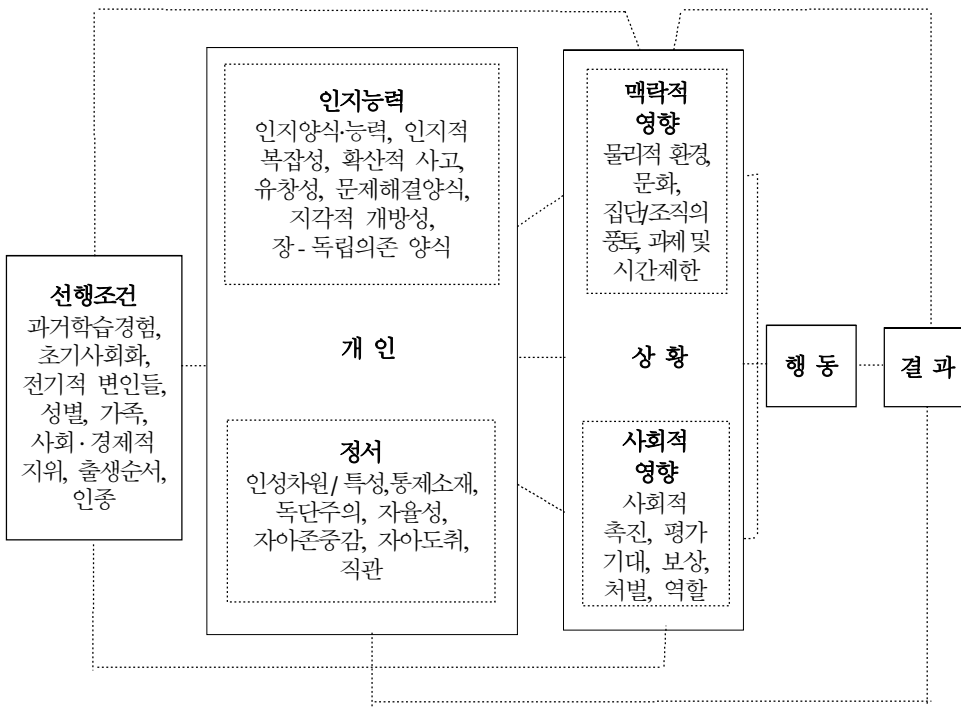 선행조건
과거학습경험,
초기사회화,
전기적 변인들,
성별, 가족,
사회·경제적
지위, 출생순서,
인종
인지능력
인지양식·능력, 인지적
복잡성, 확산적 사고,
유창성, 문제해결양식,
지각적 개방성,
장-독립의존 양식
개 인
정서
인성차원/ 특성,통제소재,
독단주의, 자율성,
자아존중감, 자아도취,
직관
맥락적
영향
물리적 환경,
문화,
집단/조직의
풍토, 과제 및
시간제한
상 황
사회적
영향
사회적
촉진, 평가
기대, 보상,
처벌, 역할
행 동
결 과